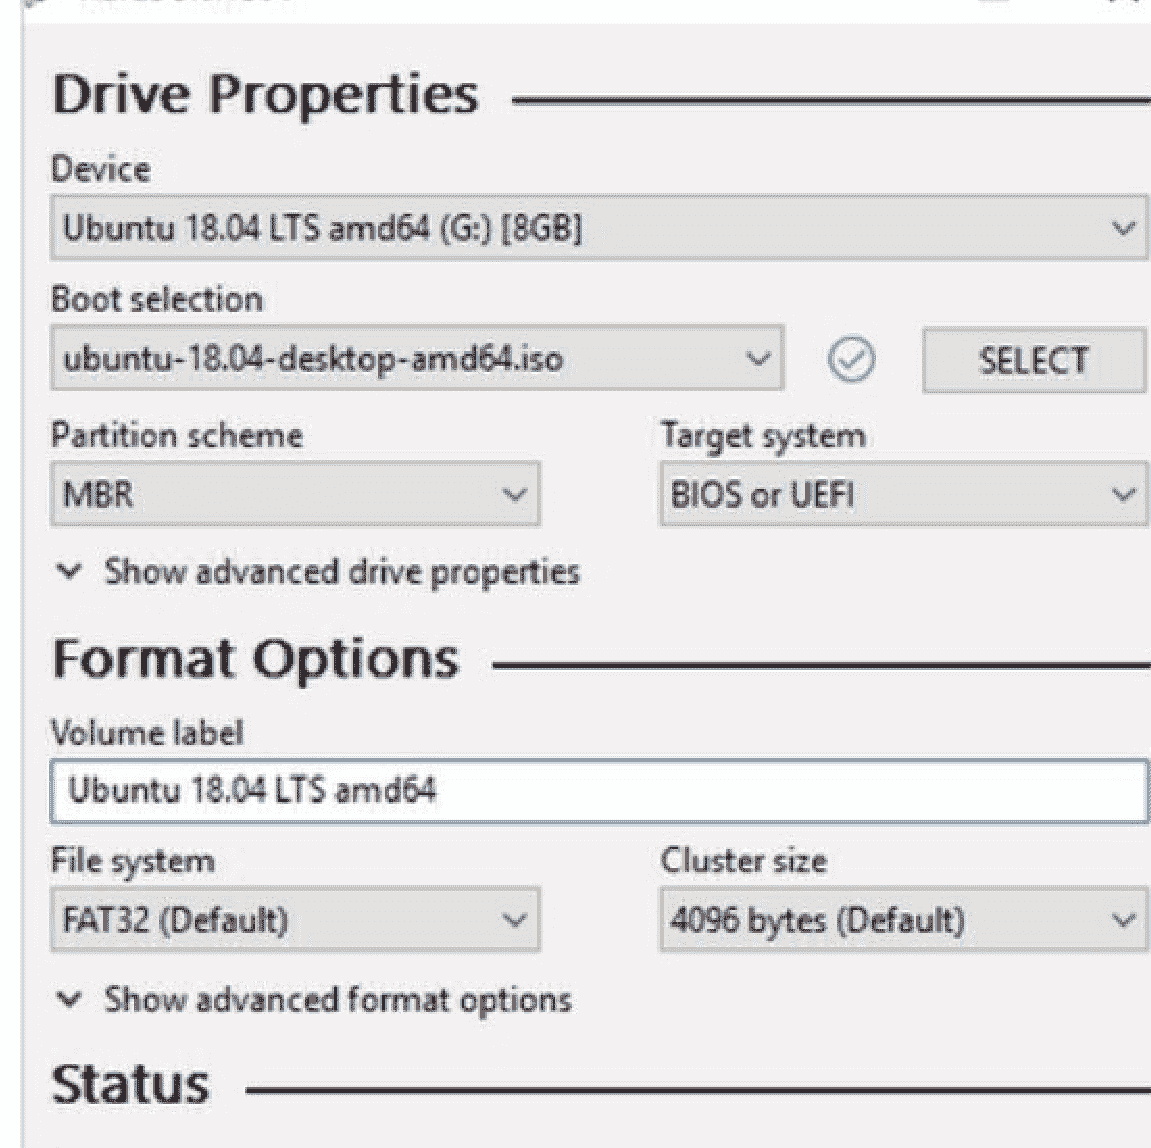 Drive Properties
Device
Ubuntu 18.04 LTS amd64 (G:) [8GB]
Boot selection
ubuntu-18.04-desktop-amd64.iso SELECT
Partition scheme Target system
MBR BIOS or UEFI
Show advanced drive properties
Format Options
Volume label
Ubuntu 18.04 LTS amd64
File system Cluster size
FAT32 (Default) 4096 bytes (Default)
Show advanced format options
Status